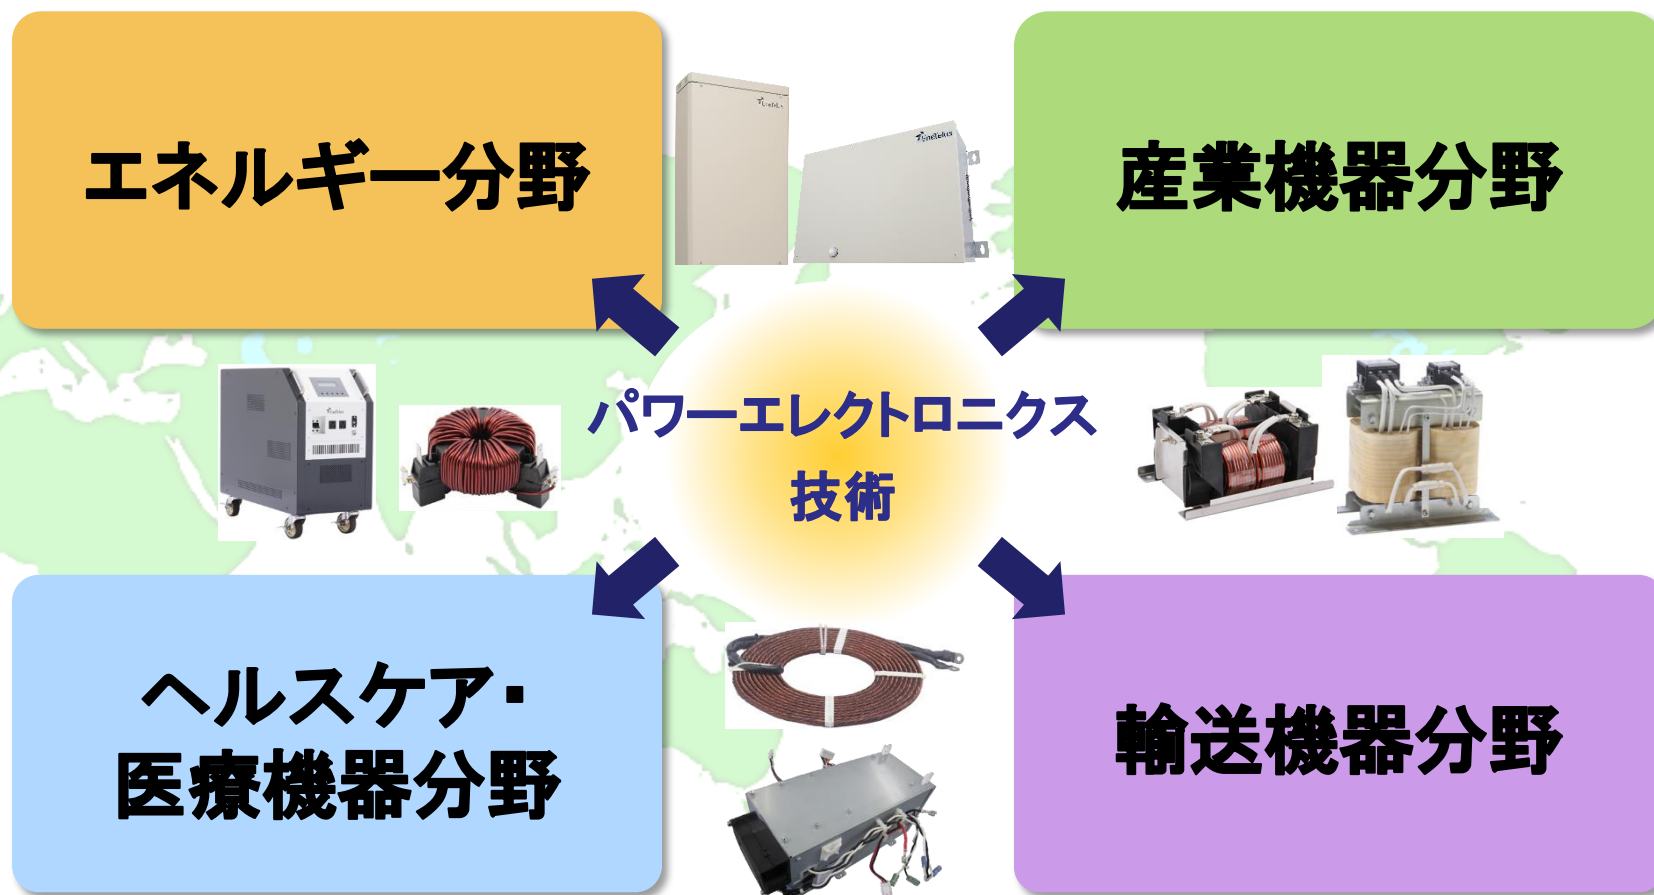 エネルギー分野
産業機器分野
パワーエレクトロニクス
技術
ヘルスケア・
医療機器分野
輸送機器分野